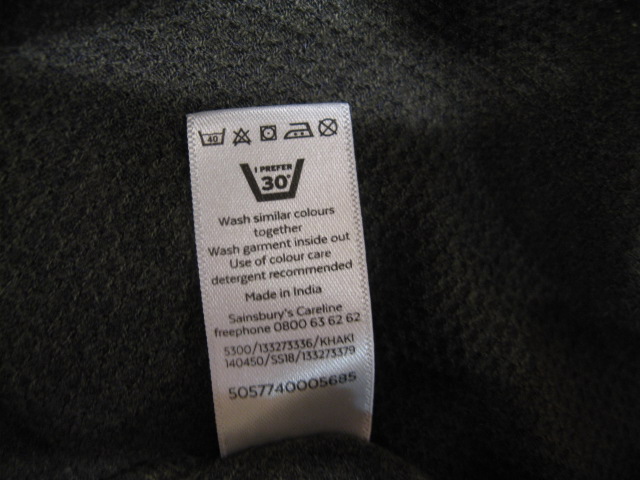 40
I PREFER
30°
Wash similar colours
together
Wash garment inside out
Use of colour care
detergent recommended
Made in India
Sainsbury's Careline
freephone 0800 63 62 62
5300/133273336/KHAKI
140450/SS18/133273379
5057740005685